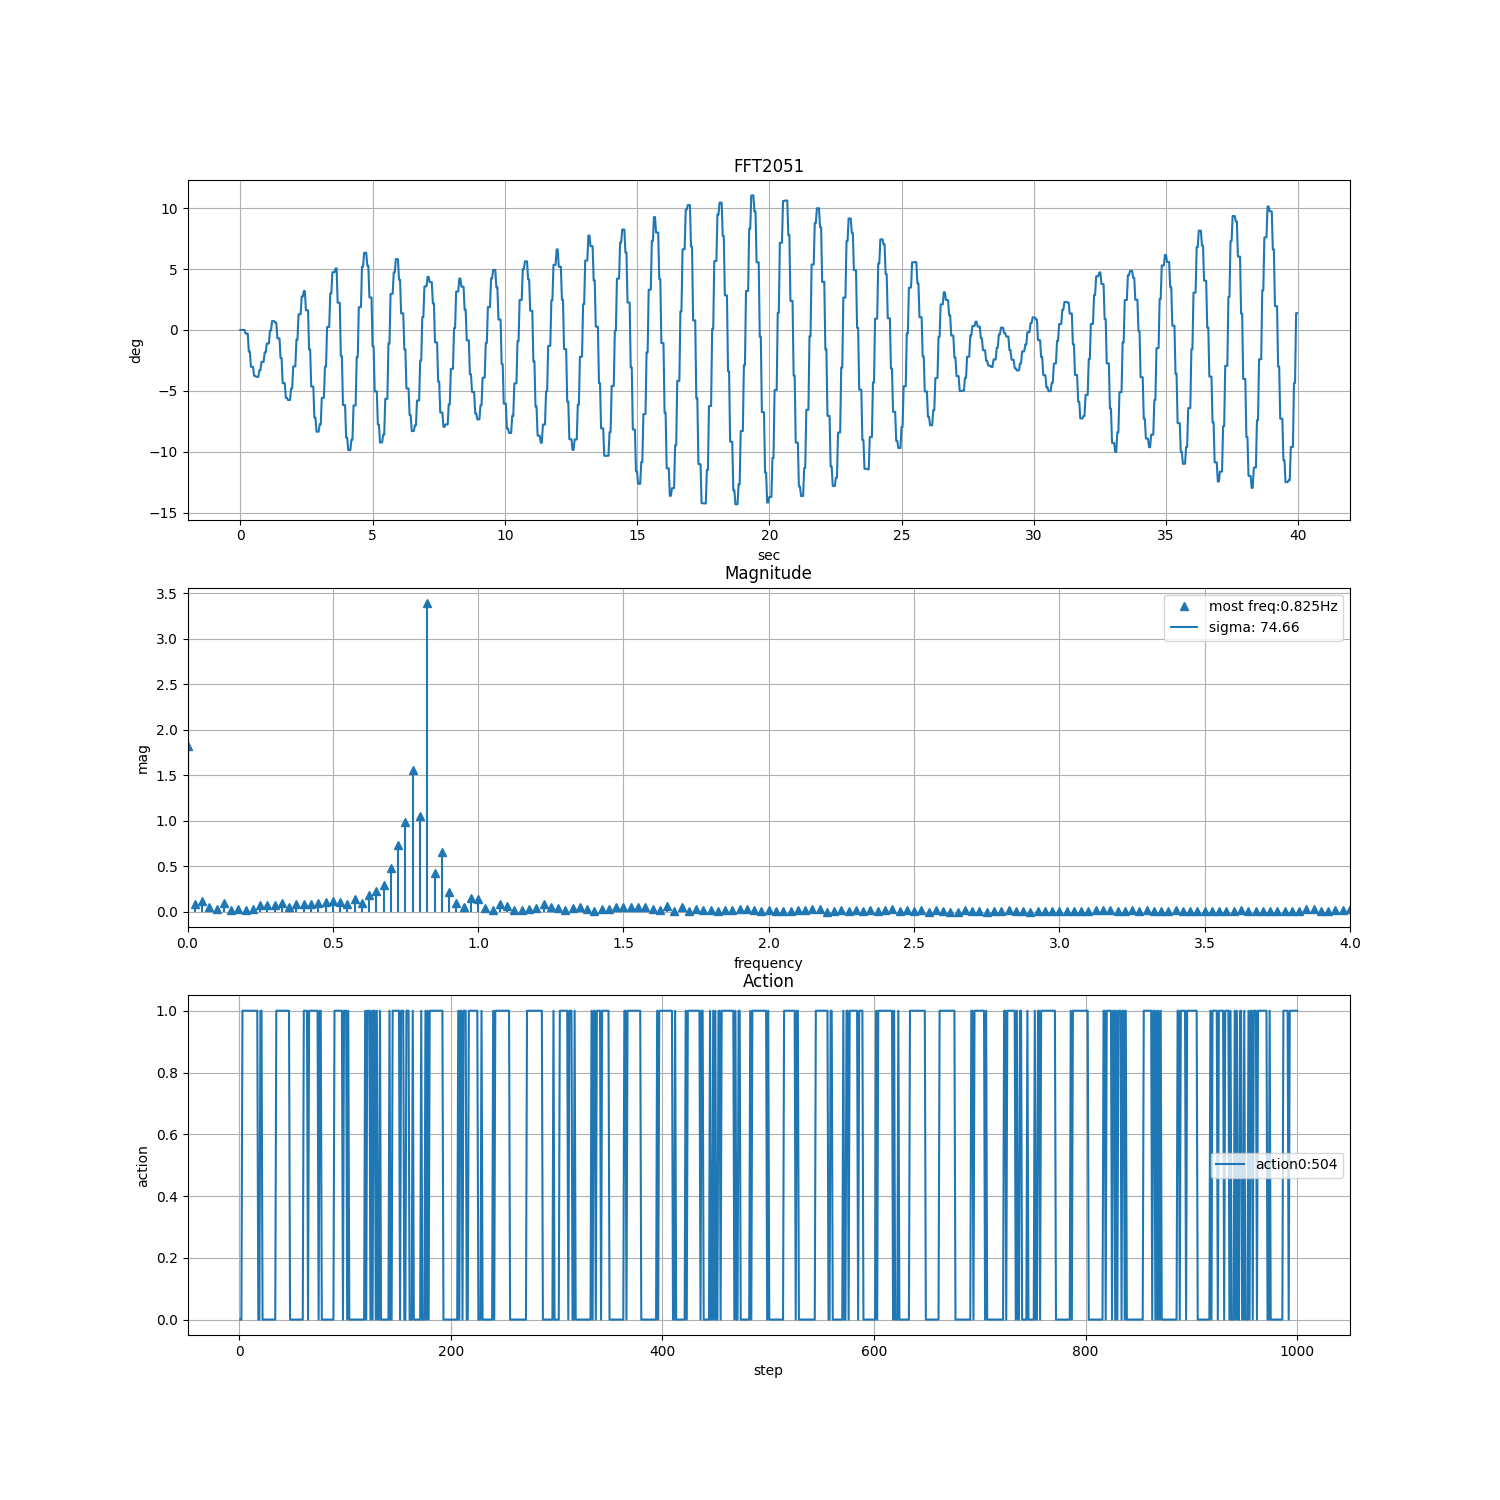 FFT2051
10
5
0
−5
−10
−15
deg
0 5 10 15 20 25 30 35 40
sec
Magnitude
3.5
3.0
2.5
2.0
1.5
1.0
0.5
0.0
mag
most freq:0.825Hz
sigma: 74.66
0.0 0.5 1.0 1.5 2.0 2.5 3.0 3.5 4.0
frequency
Action
1.0
0.8
0.6
0.4
0.2
0.0
action
action0:504
0 200 400 600 800 1000
step